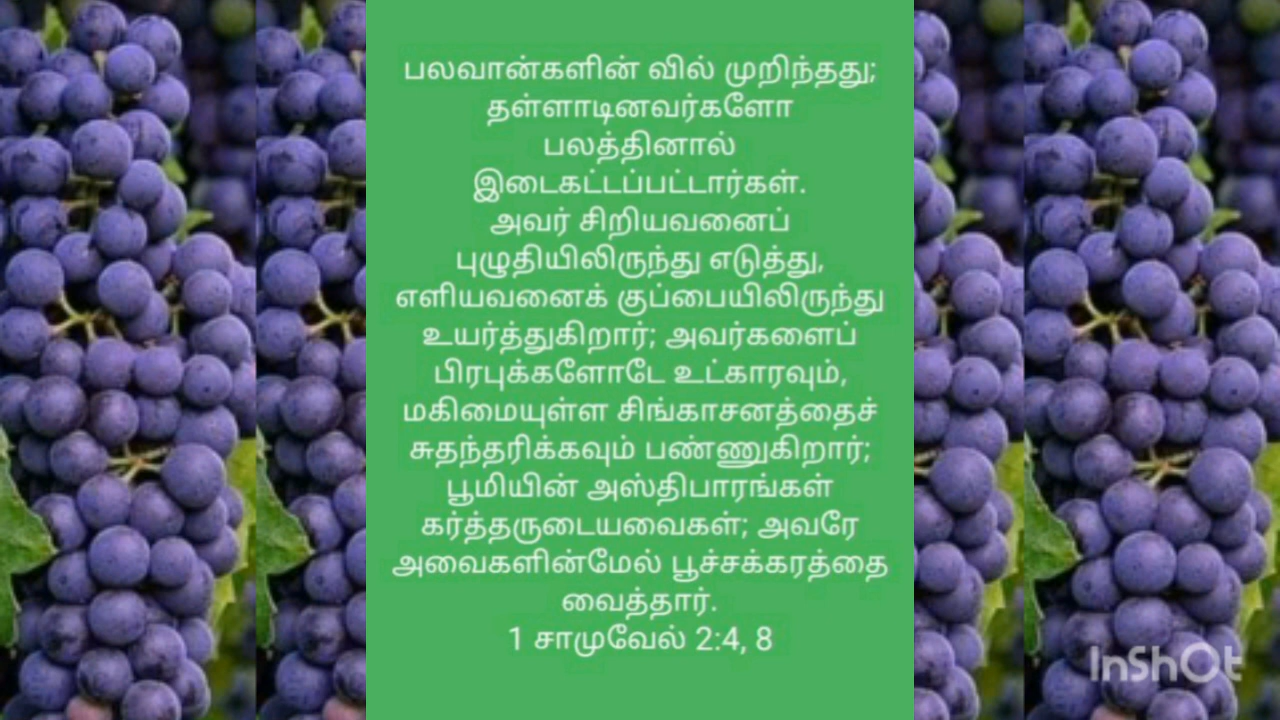 பலவான்களின் வில் முறிந்தது;
தள்ளாடினவர்களோ
பலத்தினால்
இடைகட்டப்பட்டார்கள்.
அவர் சிறியவனைப்
புழுதியிலிருந்து எடுத்து,
எளியவனைக் குப்பையிலிருந்து
உயர்த்துகிறார்; அவர்களைப்
பிரபுக்களோடே உட்காரவும்,
மகிமையுள்ள சிங்காசனத்தைச்
சுதந்தரிக்கவும் பண்ணுகிறார்;
பூமியின் அஸ்திபாரங்கள்
கர்த்தருடையவைகள்; அவரே
அவைகளின்மேல் பூச்சக்கரத்தை
வைத்தார்.
1 சாமுவேல் 2:4, 8
InShOt